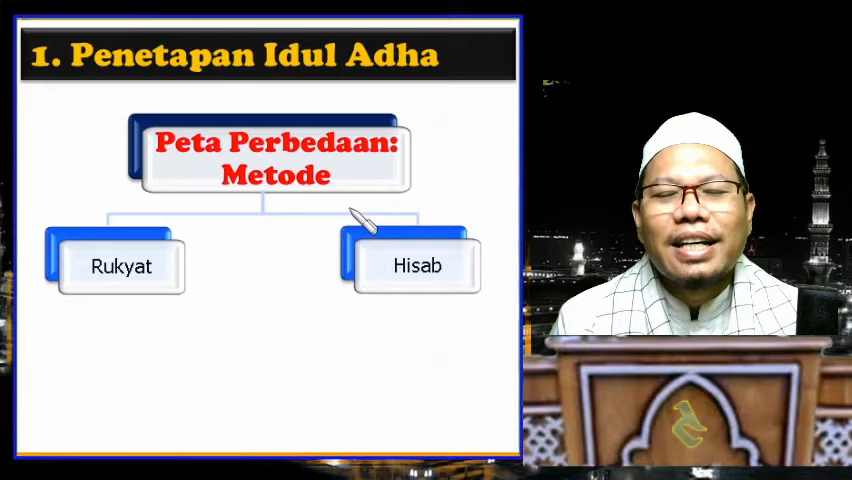 1. Penetapan Idul Adha
Peta Perbedaan:
Metode
Rukyat
Hisab